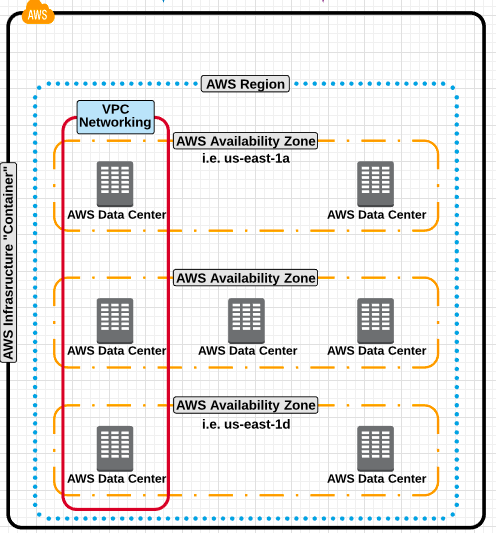 AWS
AWS Region
VPC
Networking
AWS Availability Zone
i.e. us-east-1a
AWS Data Center
AWS Data Center
AWS Infrasructure "Container"
AWS Availability Zone
AWS Data Center
AWS Data Center
AWS Data Center
AWS Availability Zone
i.e. us-east-1d
AWS Data Center
AWS Data Center